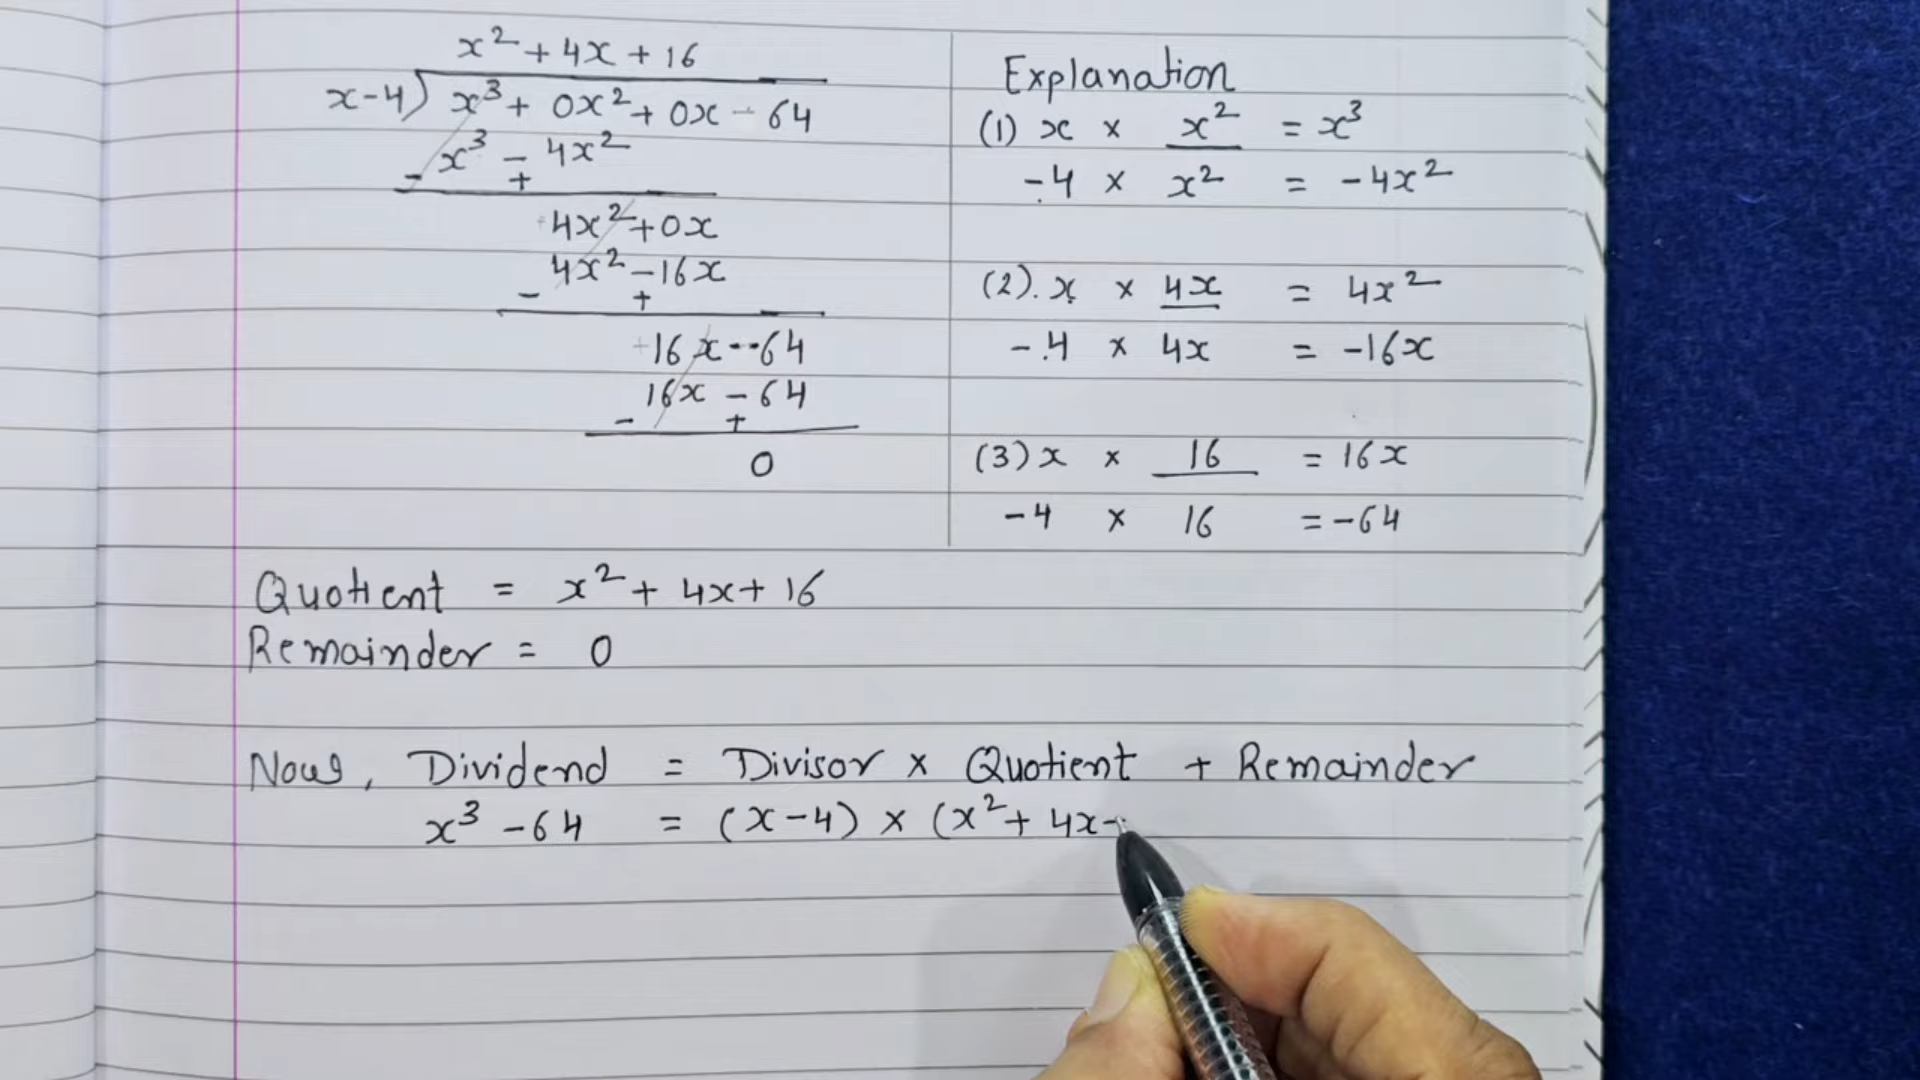 x² + 4x + 16
x-4) x³ + 0x² + 0x - 64
x³ - 4x²
- +
+4x² + 0x
4x² - 16x
- +
+16x - 64
16x - 64
- +
0
Explanation
(1) x × x² = x³
-4 × x² = -4x²
(2). x × 4x = 4x²
-4 × 4x = -16x
(3) x × 16 = 16x
-4 × 16 = -64
Quotient = x² + 4x + 16
Remainder = 0
Now, Dividend = Divisor × Quotient + Remainder
x³ - 64 = (x-4) × (x² + 4x +